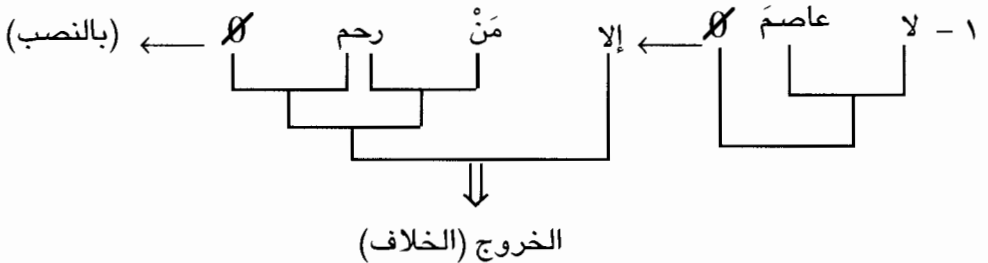 ١ - لا عاصمَ Ø ← إلا مَنْ رحم Ø ← (بالنصب)
الخروج (الخلاف)